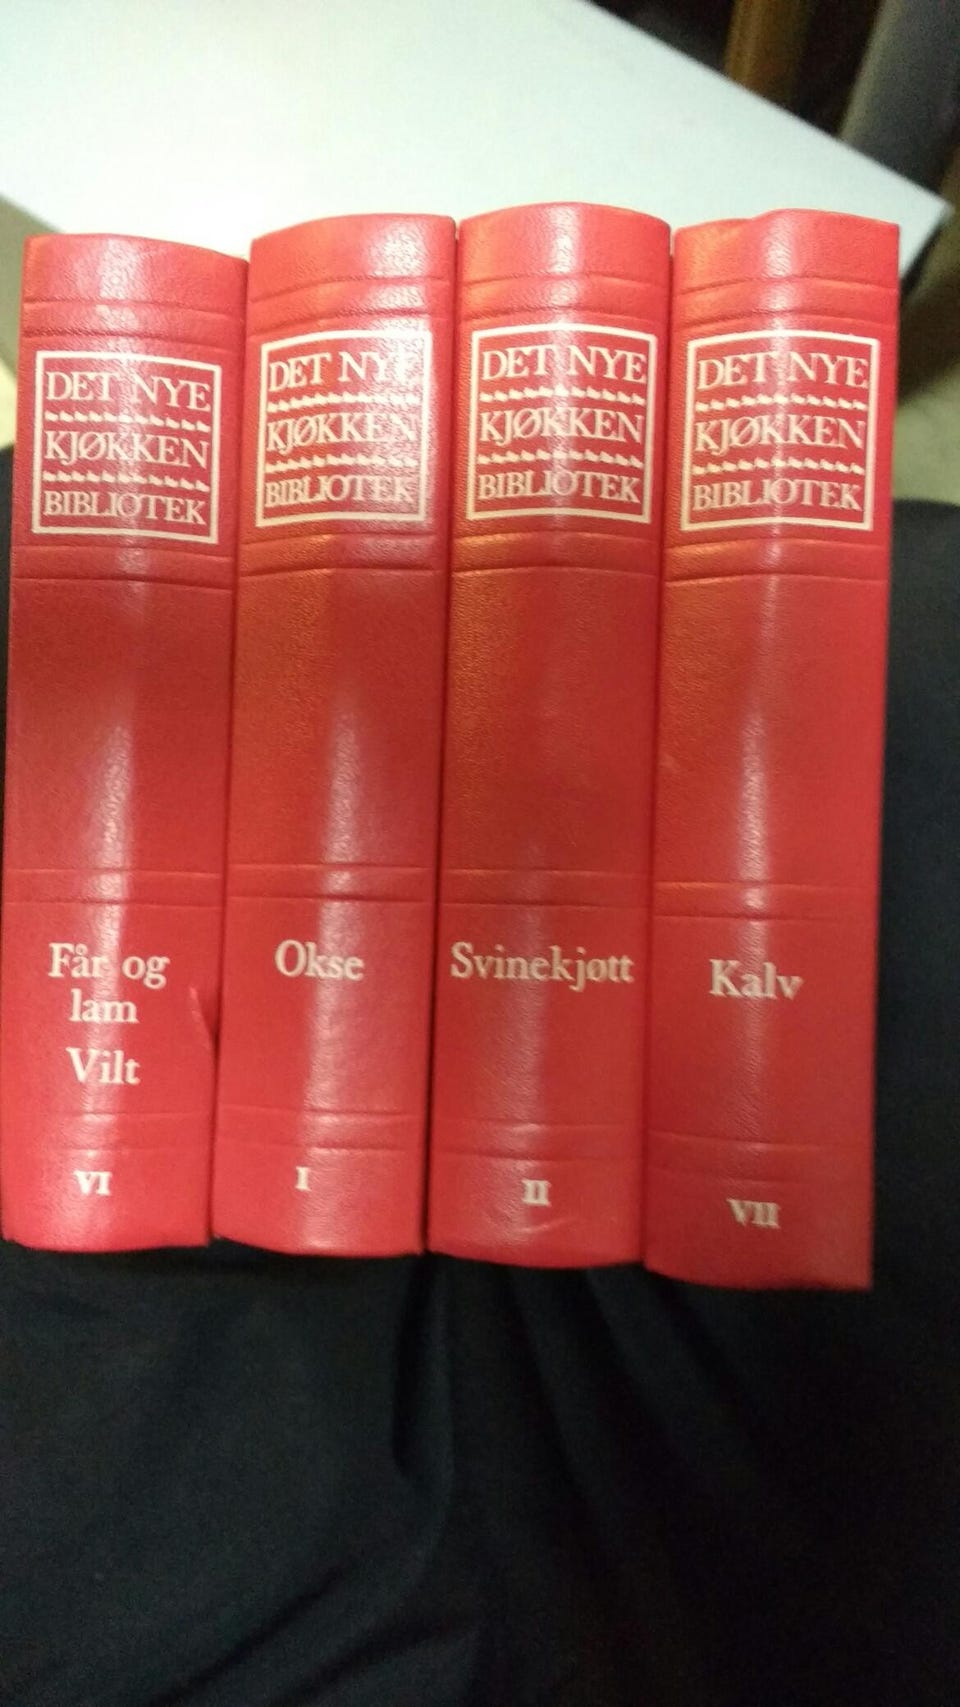 DET NYE
KJØKKEN
BIBLIOTEK
Får og
lam
Vilt
VI
DET NYE
KJØKKEN
BIBLIOTEK
Okse
I
DET NYE
KJØKKEN
BIBLIOTEK
Svinekjøtt
II
DET NYE
KJØKKEN
BIBLIOTEK
Kalv
VII